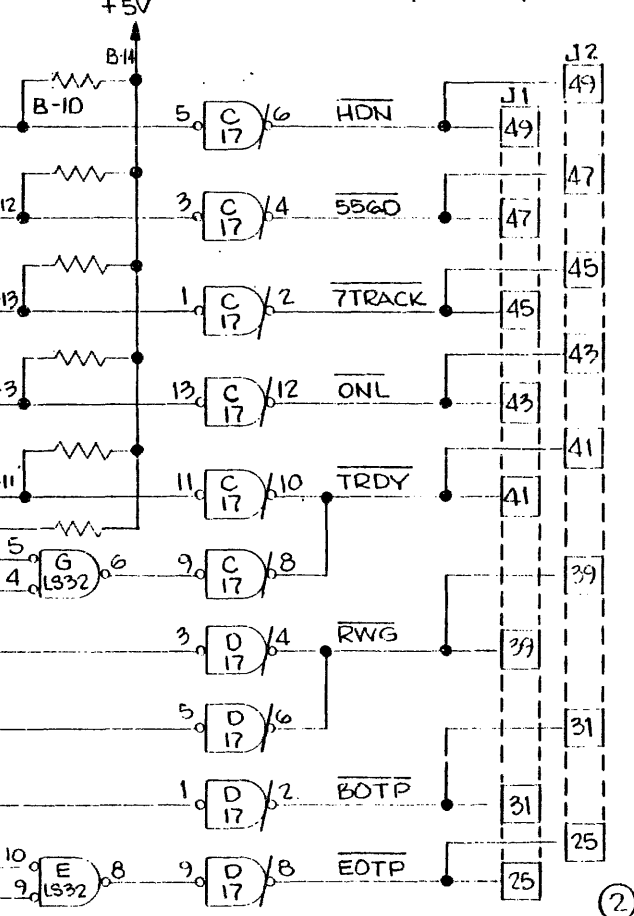 +5V
B-14
J2
B-10
5 C 17 6 HDN J1 49
49
12 3 C 17 4 5560 47
47
13 1 C 17 2 7TRACK 45
45
3 13 C 17 12 ONL 43
43
11 11 C 17 10 TRDY 41
41
5 4 G LS32 6 9 C 17 8
39
3 D 17 4 RWG 39
5 D 17 6 31
1 D 17 2 BOTP 31
25
10 9 E LS32 8 9 D 17 8 EOTP 25
2